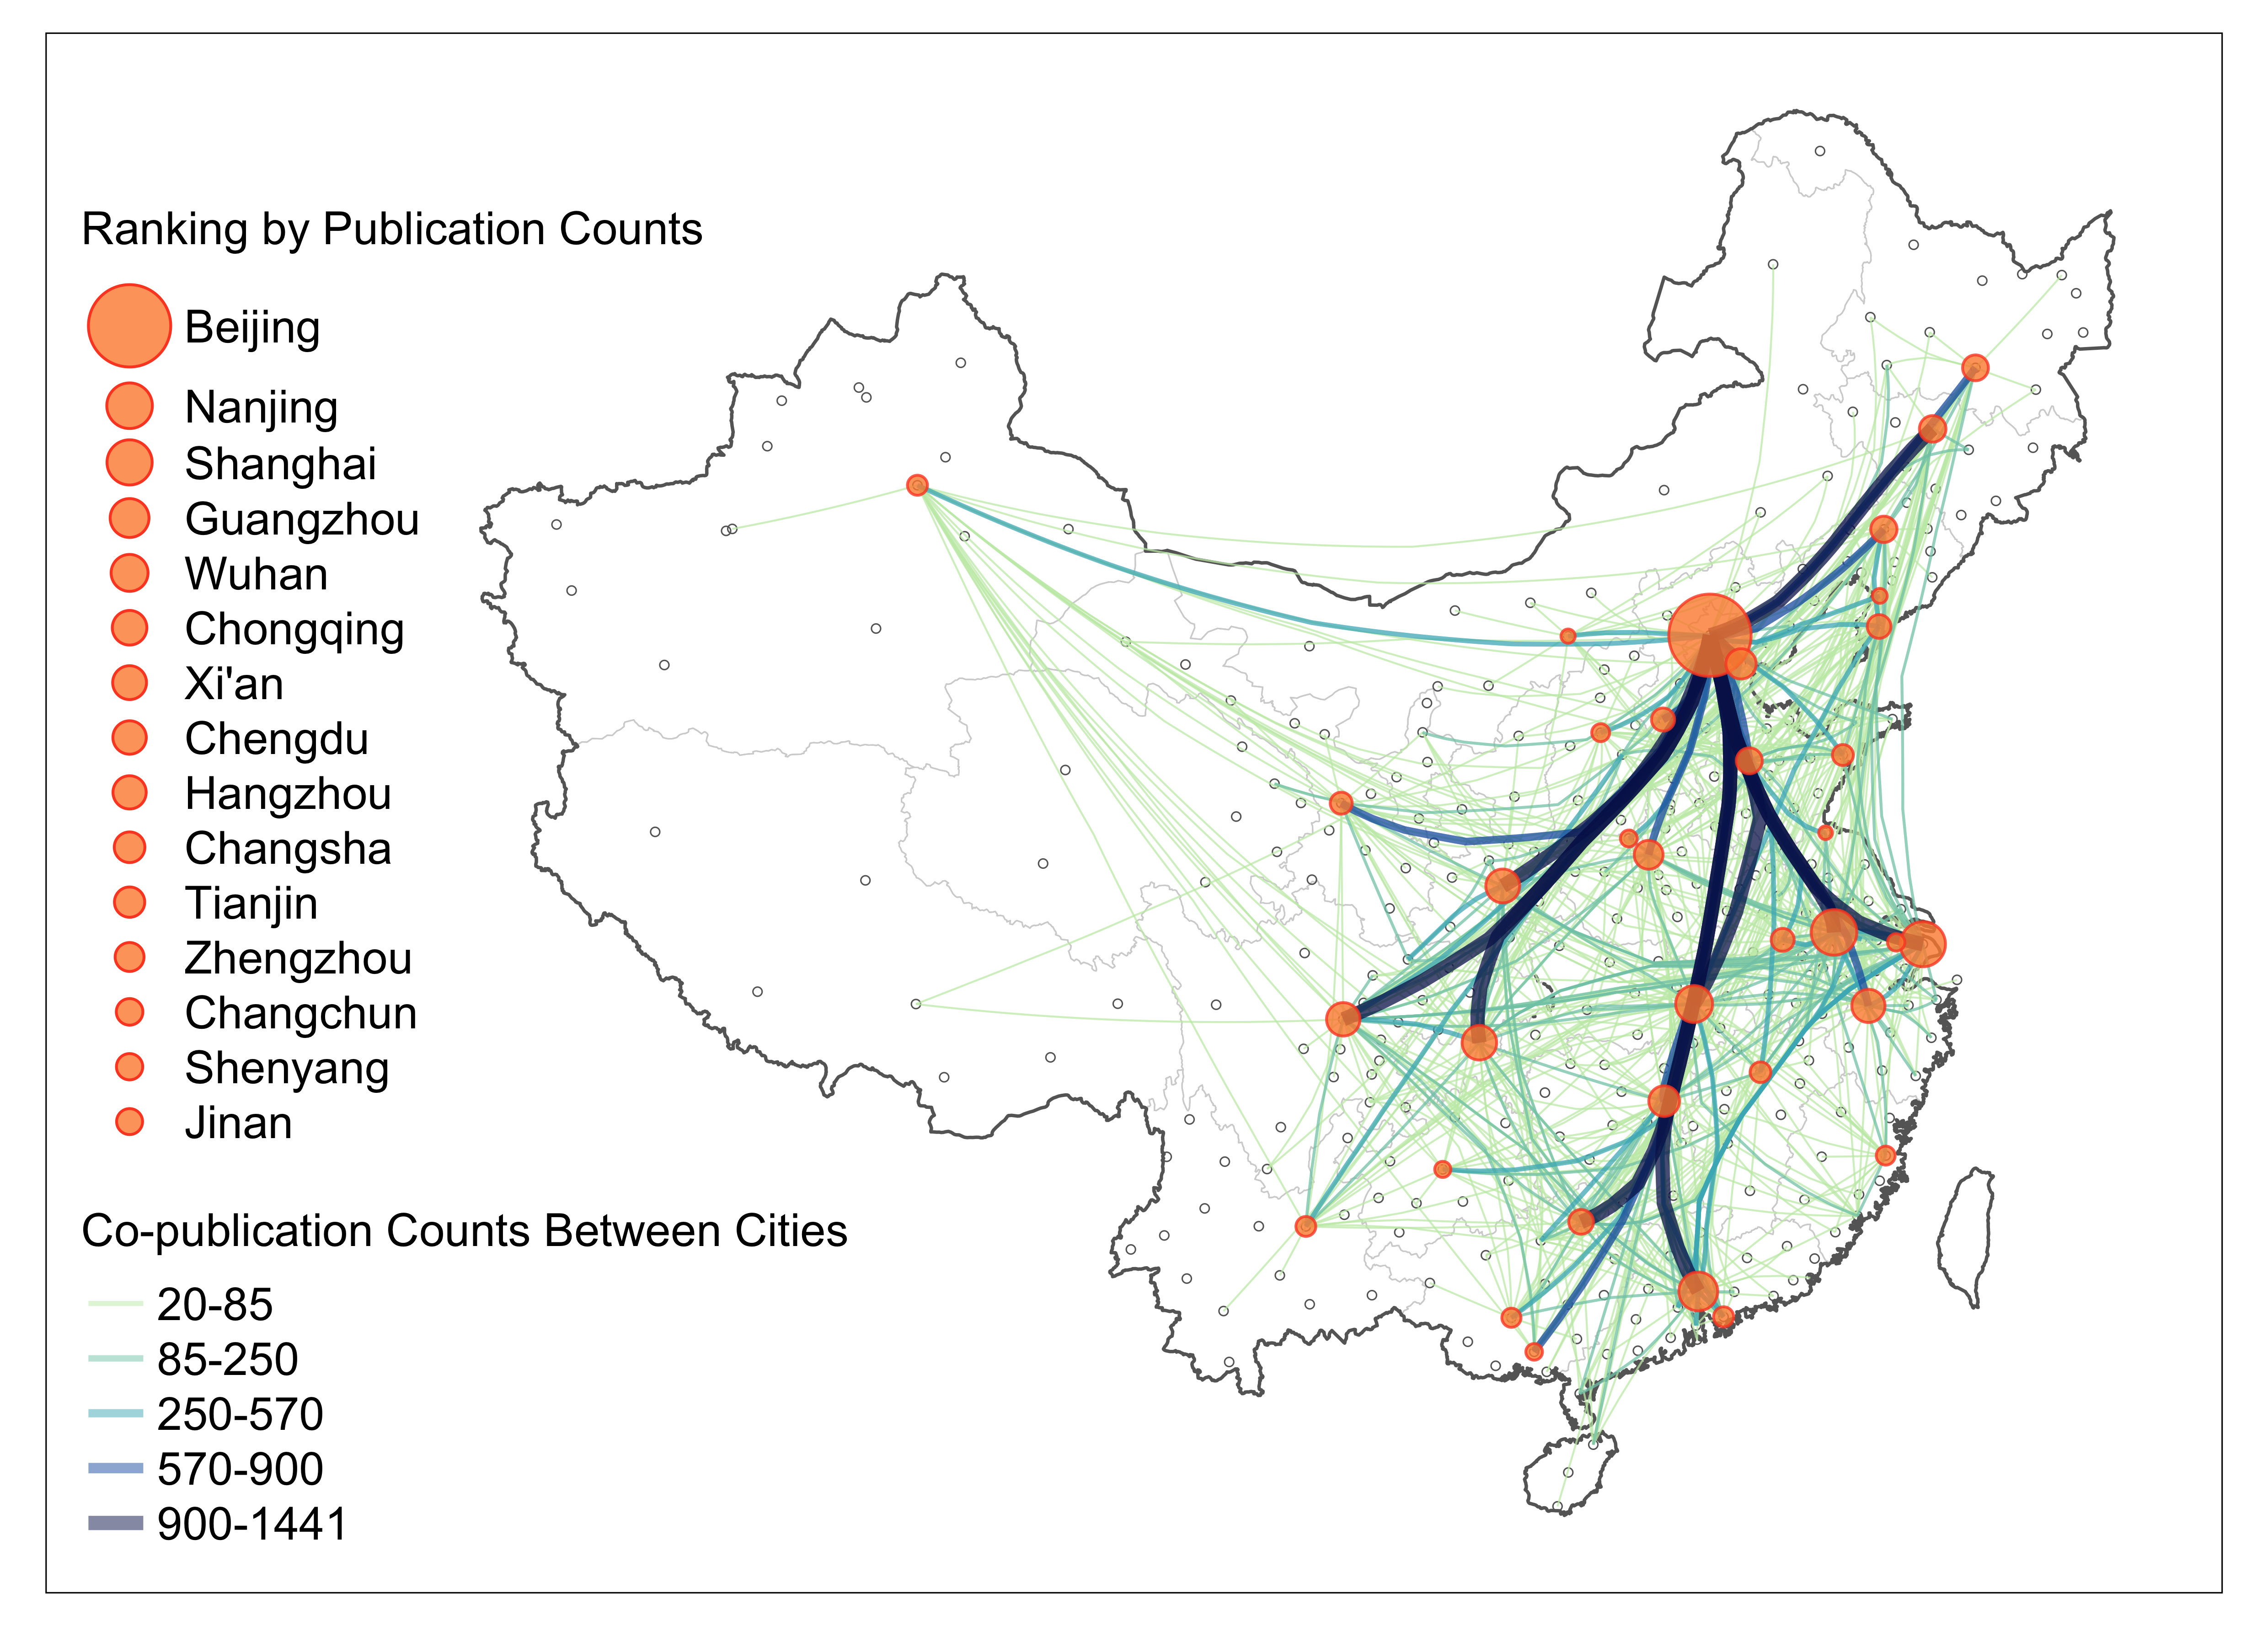 Ranking by Publication Counts
Beijing
Nanjing
Shanghai
Guangzhou
Wuhan
Chongqing
Xi'an
Chengdu
Hangzhou
Changsha
Tianjin
Zhengzhou
Changchun
Shenyang
Jinan
Co-publication Counts Between Cities
20-85
85-250
250-570
570-900
900-1441